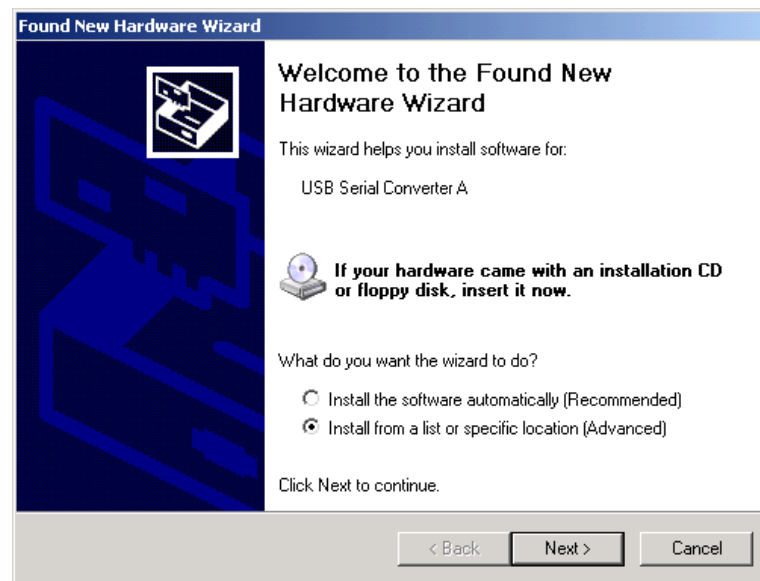 Found New Hardware Wizard
Welcome to the Found New
Hardware Wizard
This wizard helps you install software for:
USB Serial Converter A
If your hardware came with an installation CD
or floppy disk, insert it now.
What do you want the wizard to do?
Install the software automatically (Recommended)
Install from a list or specific location (Advanced)
Click Next to continue.
< Back
Next >
Cancel